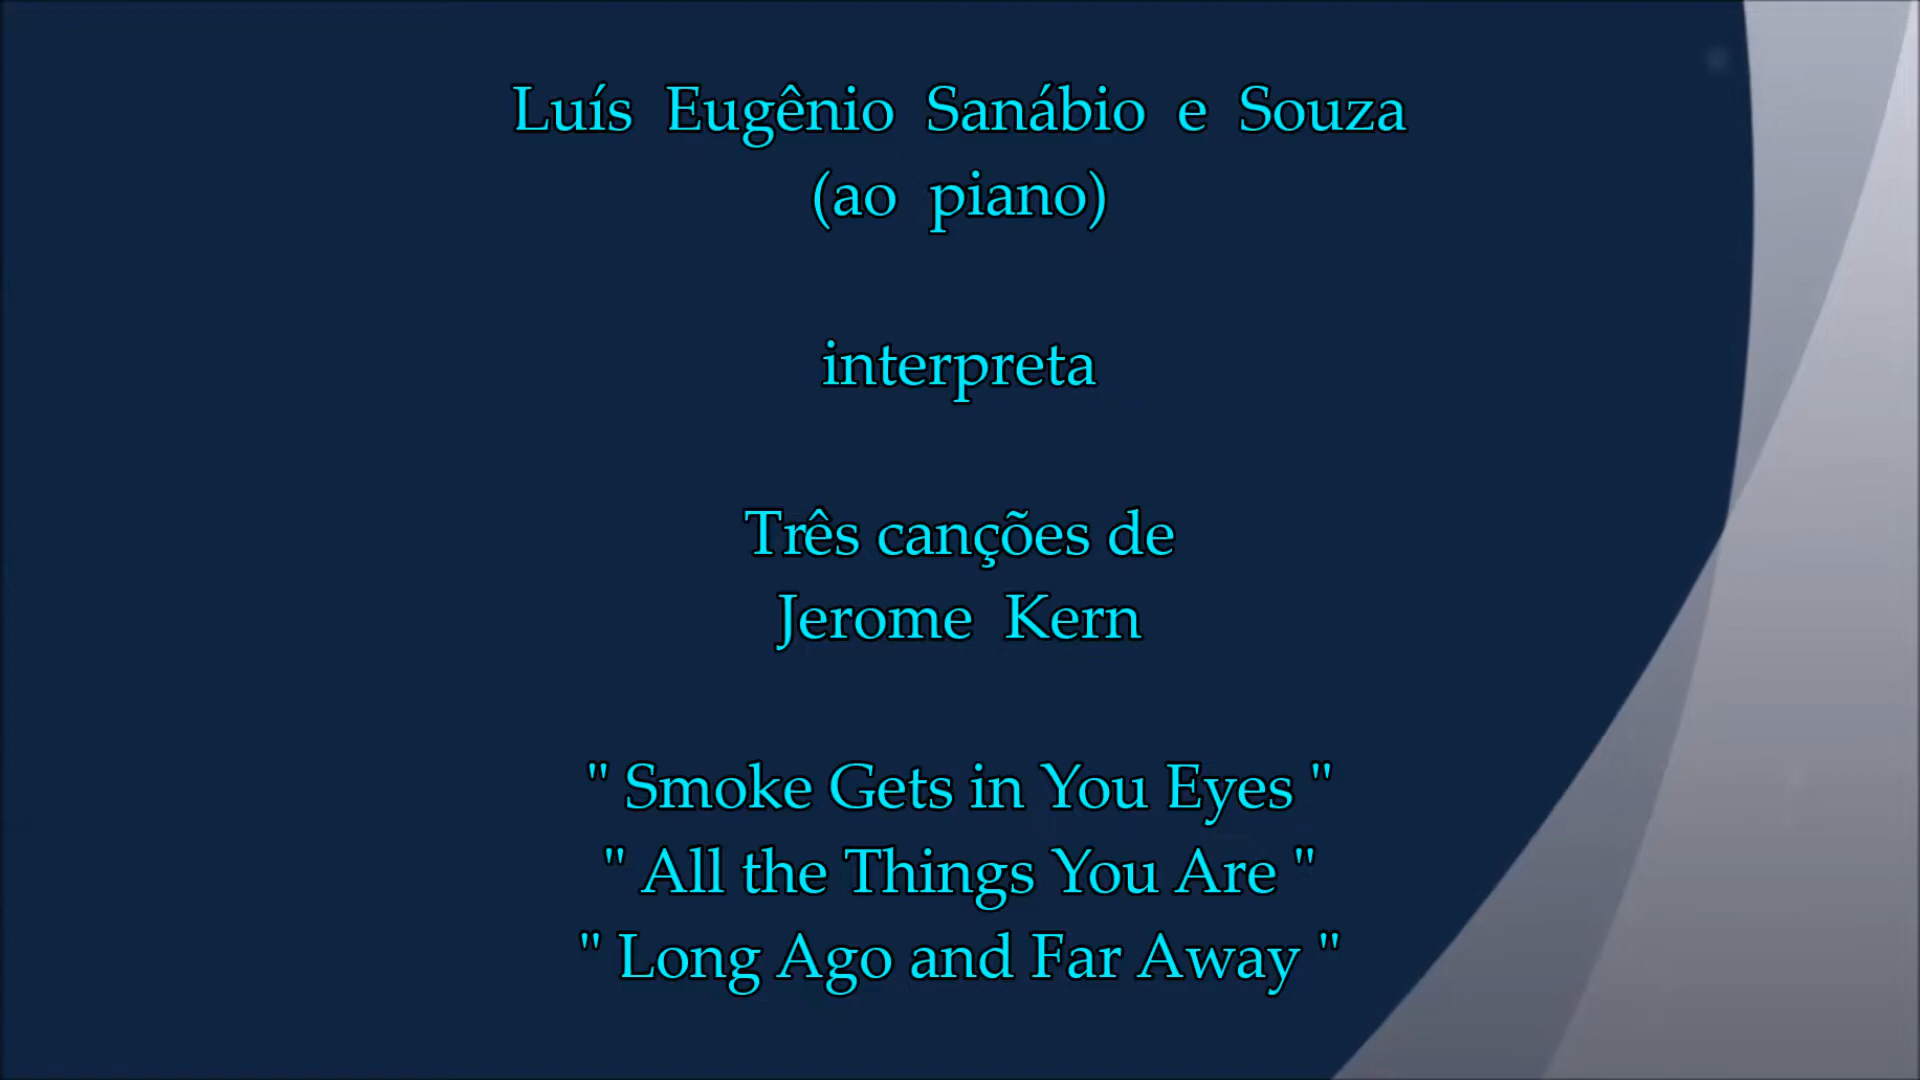 Luís Eugênio Sanábio e Souza
(ao piano)
interpreta
Três canções de
Jerome Kern
" Smoke Gets in You Eyes "
" All the Things You Are "
" Long Ago and Far Away "